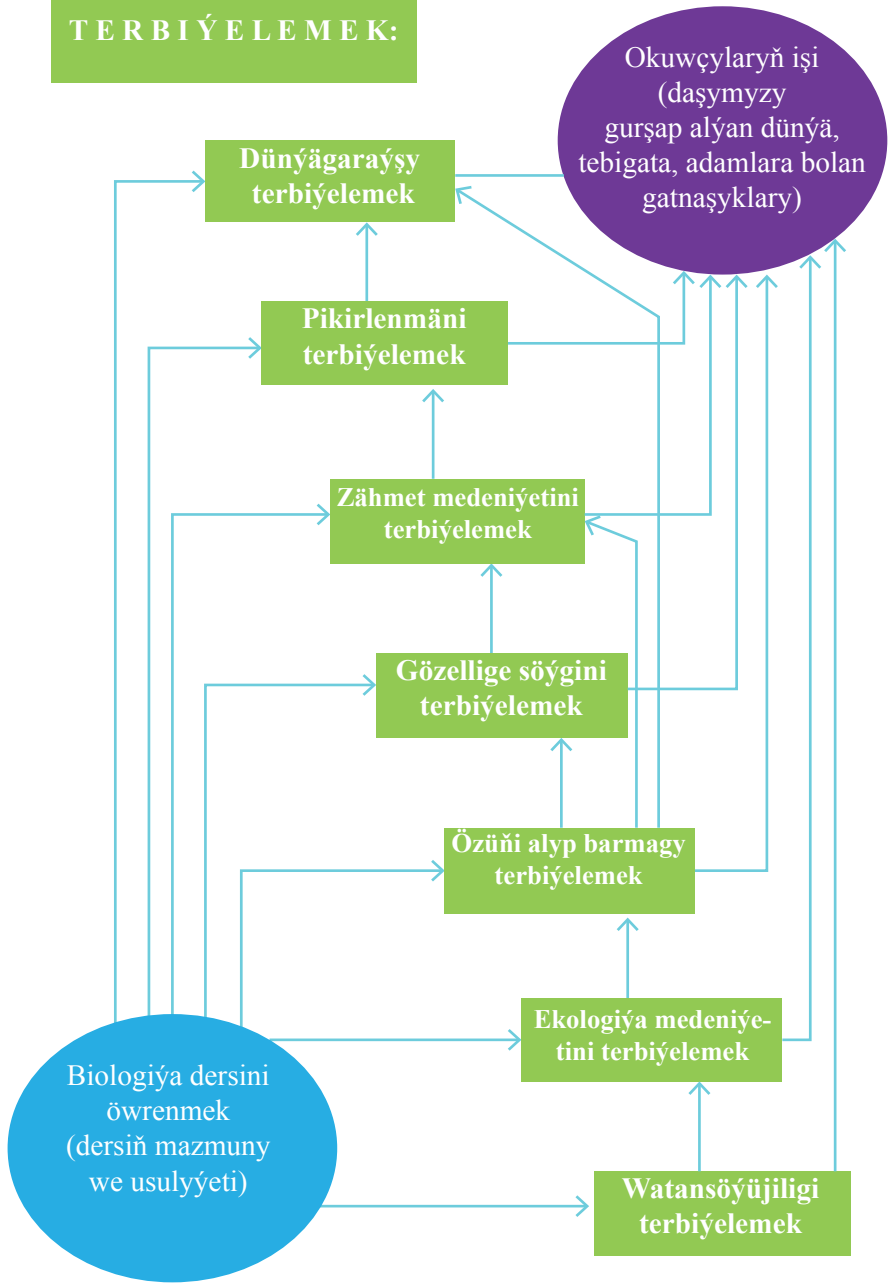 TERBIÝELEMEK:
Okuwçylaryň işi
(daşymyzy
gurşap alýan dünýä,
tebigata, adamlara bolan
gatnaşyklary)
Dünýägaraýşy
terbiýelemek
Pikirlenmäni
terbiýelemek
Zähmet medeniýetini
terbiýelemek
Gözellige söýgini
terbiýelemek
Özüňi alyp barmagy
terbiýelemek
Ekologiýa medeniýe-
tini terbiýelemek
Biologiýa dersini
öwrenmek
(dersiň mazmuny
we usulyýeti)
Watansöýüjiligi
terbiýelemek